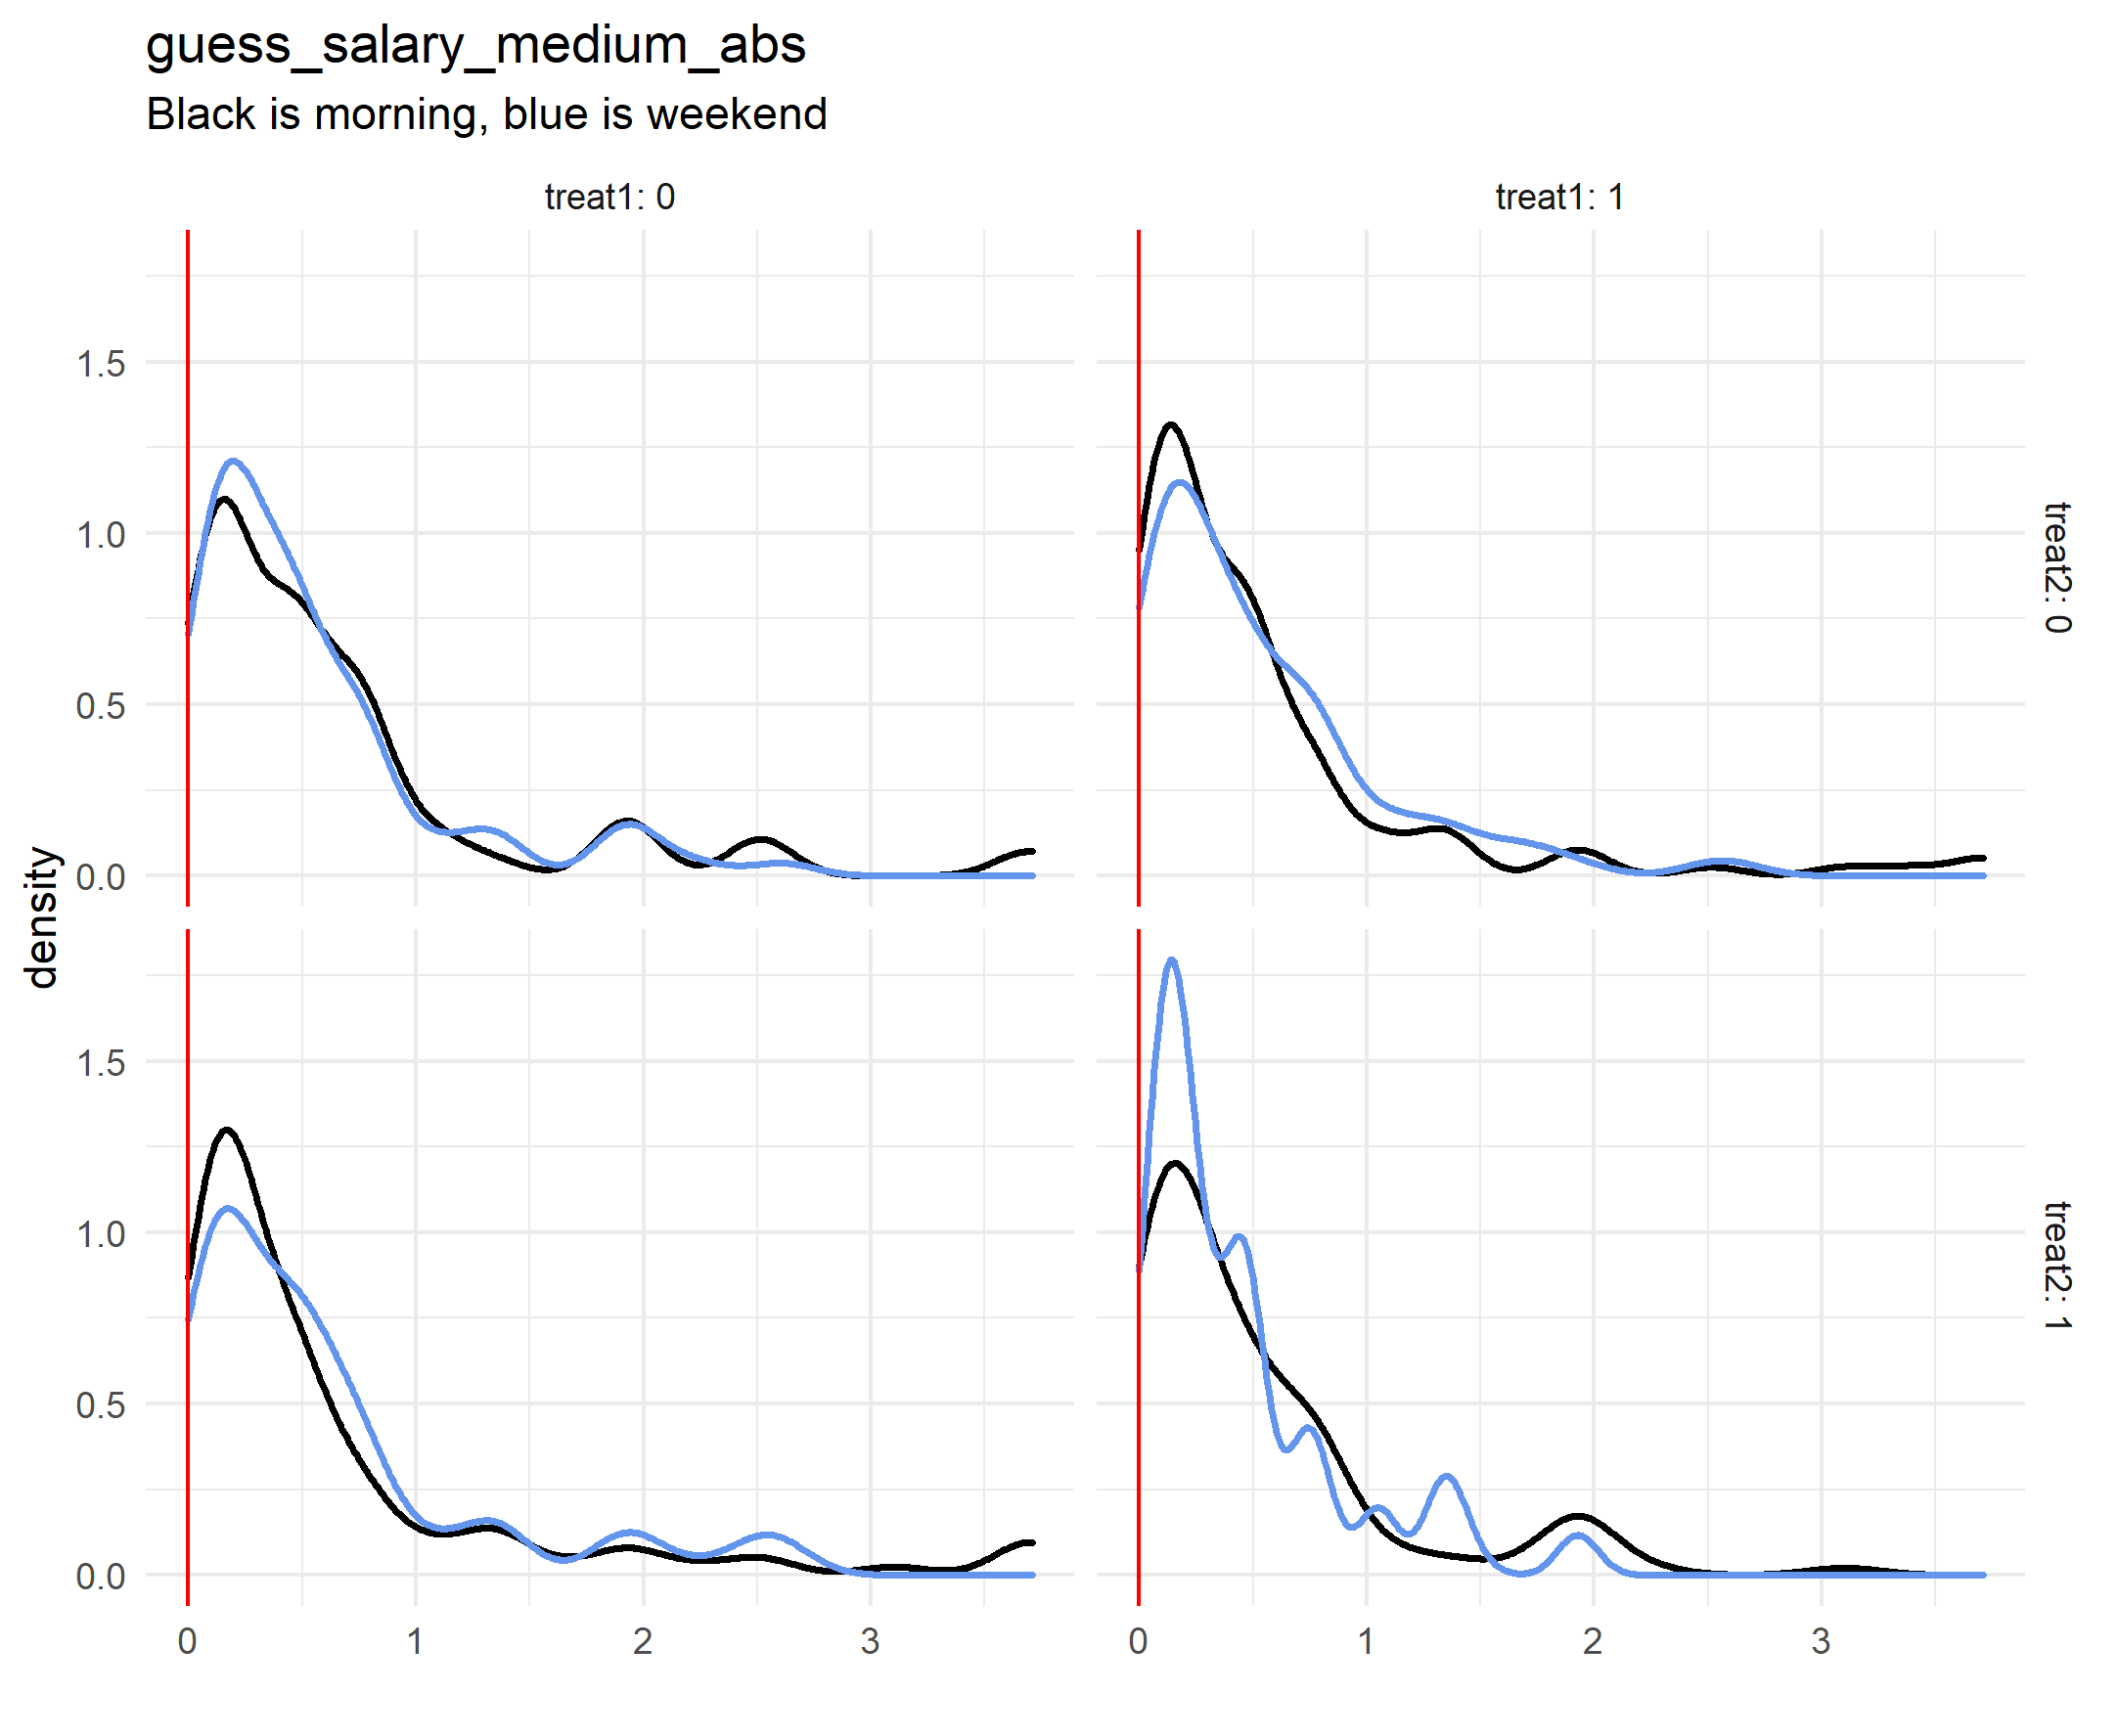 guess_salary_medium_abs
Black is morning, blue is weekend
treat1: 0
treat1: 1
1.5
1.0
0.5
0.0
treat2: 0
density
1.5
1.0
0.5
0.0
treat2: 1
0 1 2 3
0 1 2 3